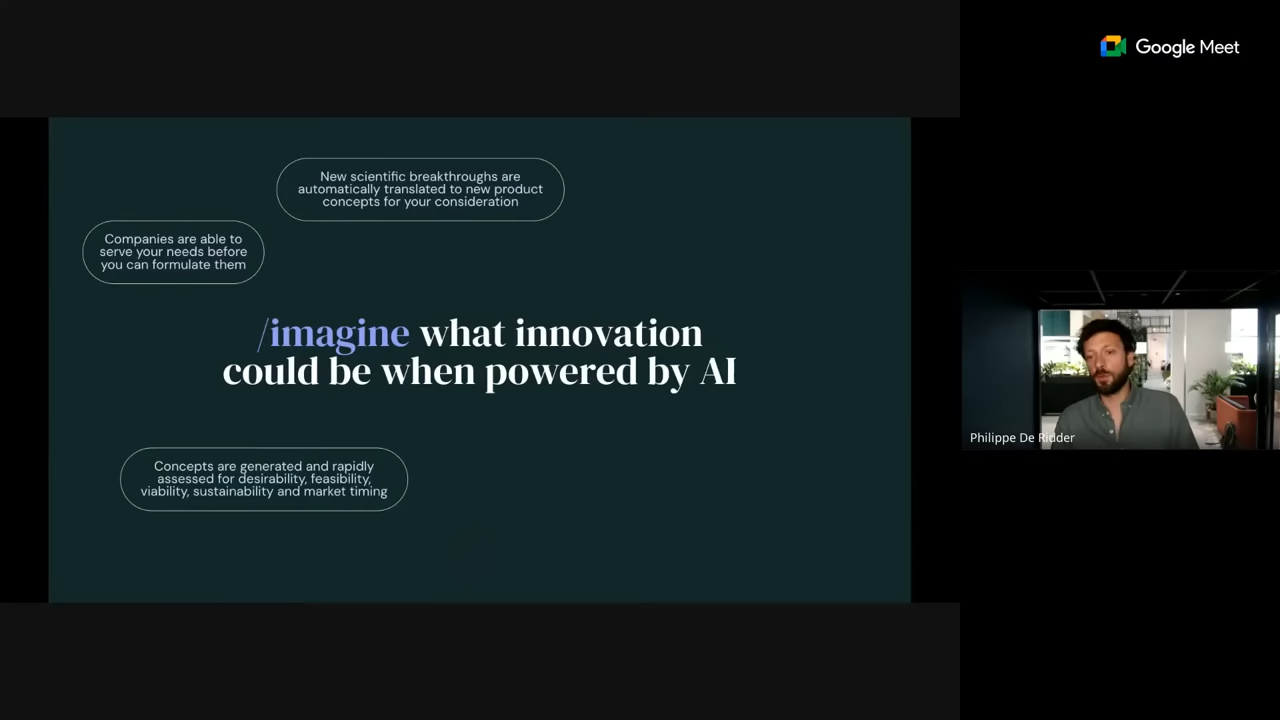 Google Meet
New scientific breakthroughs are
automatically translated to new product
concepts for your consideration
Companies are able to
serve your needs before
you can formulate them
/imagine what innovation
could be when powered by AI
Concepts are generated and rapidly
assessed for desirability, feasibility,
viability, sustainability and market timing
Philippe De Ridder